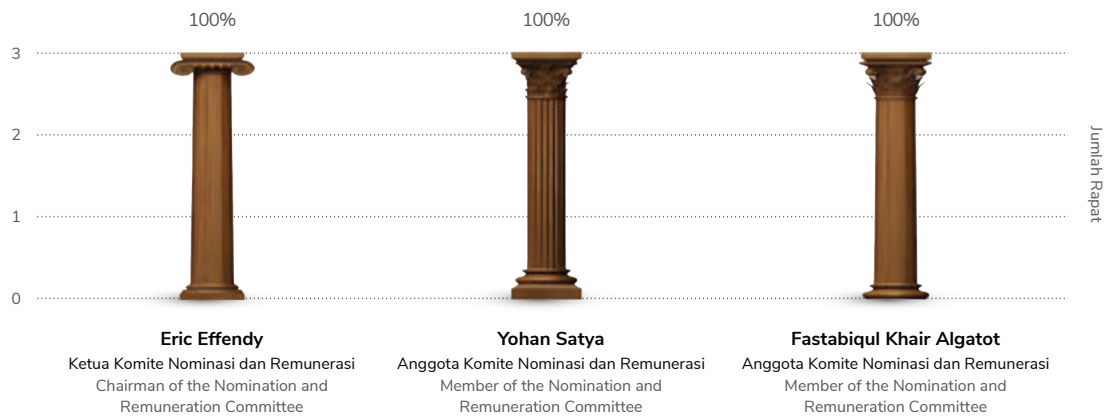 100%
100%
100%
3
2
1
0
Jumlah Rapat
Eric Effendy
Ketua Komite Nominasi dan Remunerasi
Chairman of the Nomination and
Remuneration Committee
Yohan Satya
Anggota Komite Nominasi dan Remunerasi
Member of the Nomination and
Remuneration Committee
Fastabiqul Khair Algatot
Anggota Komite Nominasi dan Remunerasi
Member of the Nomination and
Remuneration Committee